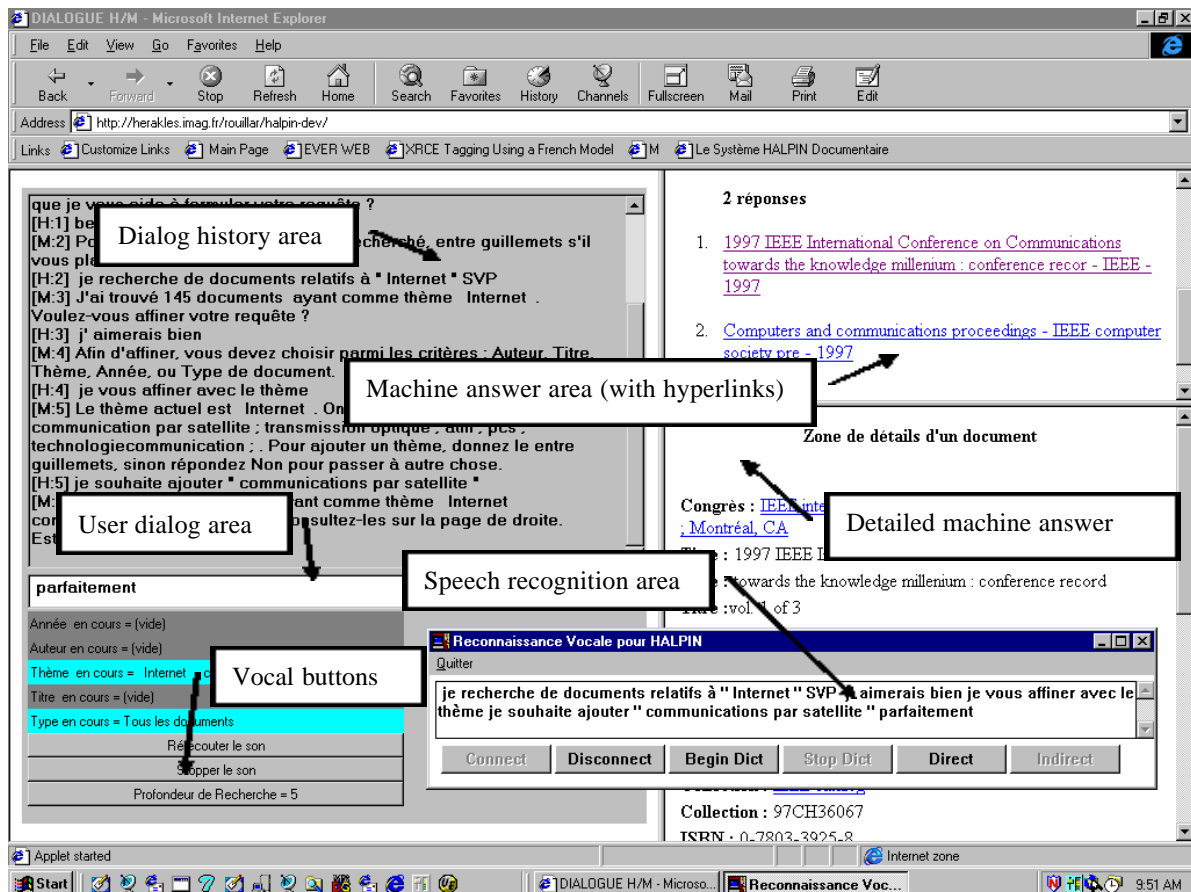 DIALOGUE H/M - Microsoft Internet Explorer
File Edit View Go Favorites Help
Back Forward Stop Refresh Home Search Favorites History Channels Fullscreen Mail Print Edit
Address http://herakles.imag.fr/rouillar/halpin-dev/
Links Customize Links Main Page EVER WEB XRCE Tagging Using a French Model M Le Système HALPIN Documentaire
que je vous aide à formuler votre requête ?
[H:1] be
[M:2] Po
cherché, entre guillemets s'il
vous pla
[H:2] je recherche de documents relatifs à " Internet " SVP
[M:3] J'ai trouvé 145 documents ayant comme thème Internet .
Voulez-vous affiner votre requête ?
[H:3] j' aimerais bien
[M:4] Afin d'affiner, vous devez choisir parmi les critères : Auteur, Titre,
Thème, Année, ou Type de document.
[H:4] je vous affiner avec le thème
[M:5] Le thème actuel est Internet . On
communication par satellite ; transmission optique ; atm ; pcs ;
technologiecommunication ; . Pour ajouter un thème, donnez le entre
guillemets, sinon répondez Non pour passer à autre chose.
[H:5] je souhaite ajouter " communications par satellite "
[M:
ant comme thème Internet
co
onsultez-les sur la page de droite.
Est
Dialog history area
Machine answer area (with hyperlinks)
User dialog area
parfaitement
Année en cours = (vide)
Auteur en cours = (vide)
Thème en cours = Internet c
Titre en cours = (vide)
Type en cours = Tous les documents
Vocal buttons
Réécouter le son
Stopper le son
Profondeur de Recherche = 5
2 réponses
1. 1997 IEEE International Conference on Communications
towards the knowledge millenium : conference recor - IEEE -
1997
2. Computers and communications proceedings - IEEE computer
society pre - 1997
Zone de détails d'un document
Congrès : IEEE inte
; Montréal, CA
Detailed machine answer
Titre : 1997 IEEE I
: towards the knowledge millenium : conference record
Titre :vol. 1 of 3
Speech recognition area
Reconnaissance Vocale pour HALPIN
Quitter
je recherche de documents relatifs à " Internet " SVP j' aimerais bien je vous affiner avec le
thème je souhaite ajouter " communications par satellite " parfaitement
Connect Disconnect Begin Dict Stop Dict Direct Indirect
Collection : 97CH36067
ISBN : 0-7803-3925-8
Applet started Internet zone
Start DIALOGUE H/M - Microso... Reconnaissance Voc... 9:51 AM